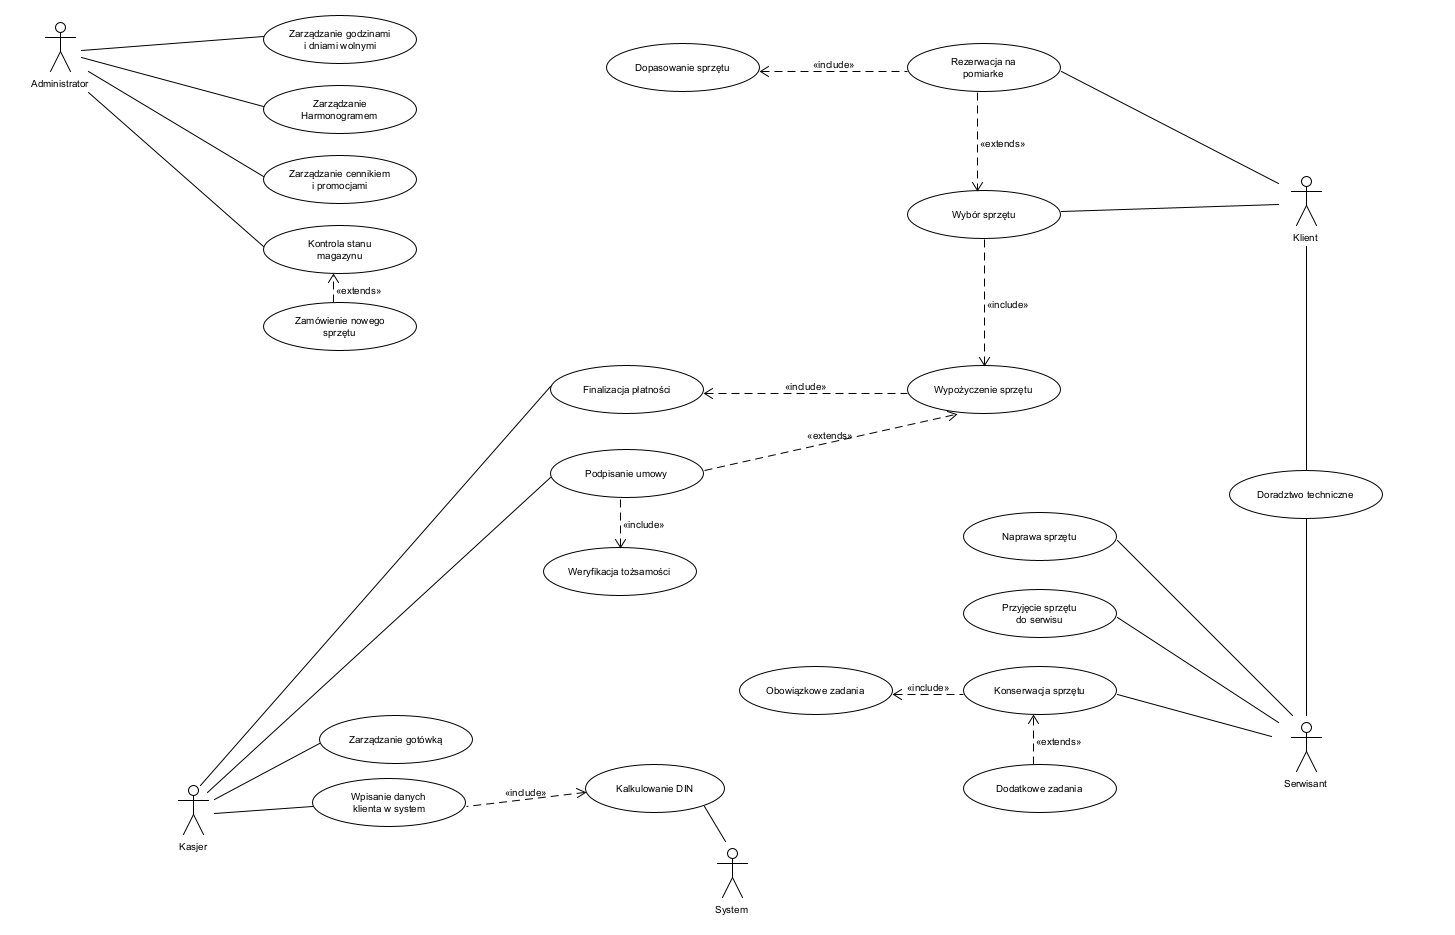 Administrator
Zarządzanie godzinami
i dniami wolnymi
Zarządzanie
Harmonogramem
Zarządzanie cennikiem
i promocjami
Kontrola stanu
magazynu
«extends»
Zamówienie nowego
sprzętu
Dopasowanie sprzętu
«include»
Rezerwacja na
pomiarke
«extends»
Wybór sprzętu
Klient
«include»
Finalizacja płatności
«include»
Wypożyczenie sprzętu
«extends»
Podpisanie umowy
«include»
Weryfikacja tożsamości
Doradztwo techniczne
Naprawa sprzętu
Przyjęcie sprzętu
do serwisu
Obowiązkowe zadania
«include»
Konserwacja sprzętu
«extends»
Dodatkowe zadania
Serwisant
Zarządzanie gotówką
Wpisanie danych
klienta w system
«include»
Kalkulowanie DIN
Kasjer
System